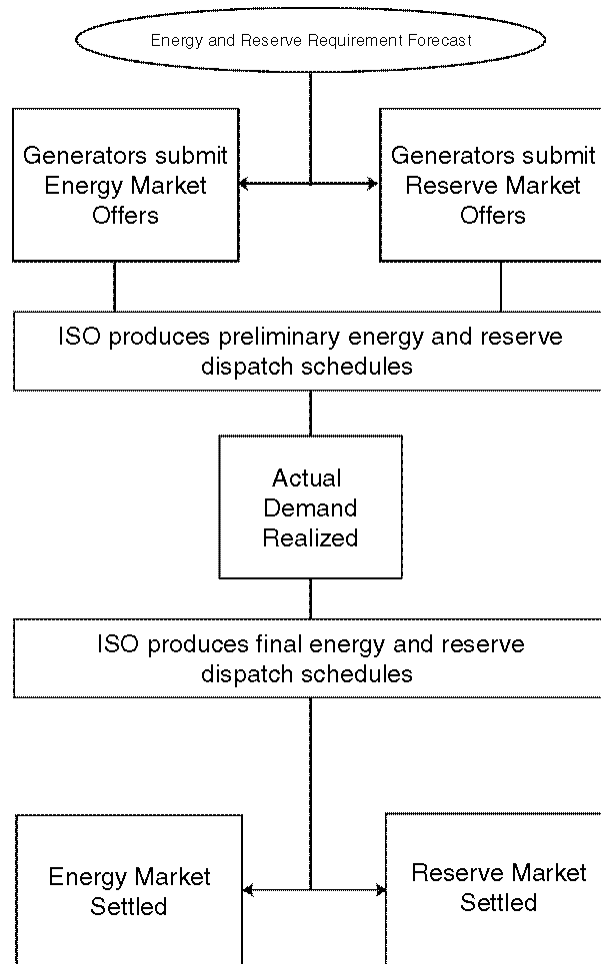 Energy and Reserve Requirement Forecast
Generators submit
Energy Market
Offers
Generators submit
Reserve Market
Offers
ISO produces preliminary energy and reserve
dispatch schedules
Actual
Demand
Realized
ISO produces final energy and reserve
dispatch schedules
Energy Market
Settled
Reserve Market
Settled